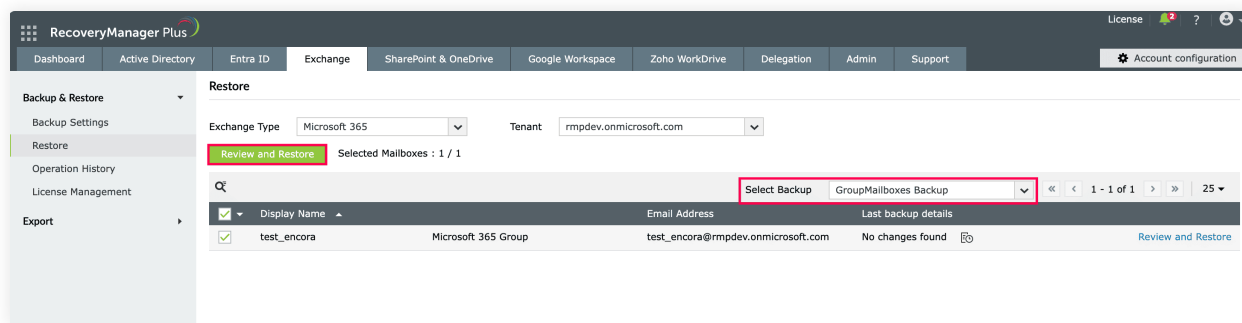 License 2 ?
RecoveryManager Plus
Dashboard Active Directory Entra ID Exchange SharePoint & OneDrive Google Workspace Zoho WorkDrive Delegation Admin Support Account configuration
Backup & Restore
Backup Settings
Restore
Operation History
License Management
Export
Restore
Exchange Type Microsoft 365 Tenant rmpdev.onmicrosoft.com
Review and Restore Selected Mailboxes : 1 / 1
Select Backup GroupMailboxes Backup 1 - 1 of 1 25
Display Name Email Address Last backup details
test_encora Microsoft 365 Group test_encora@rmpdev.onmicrosoft.com No changes found Review and Restore